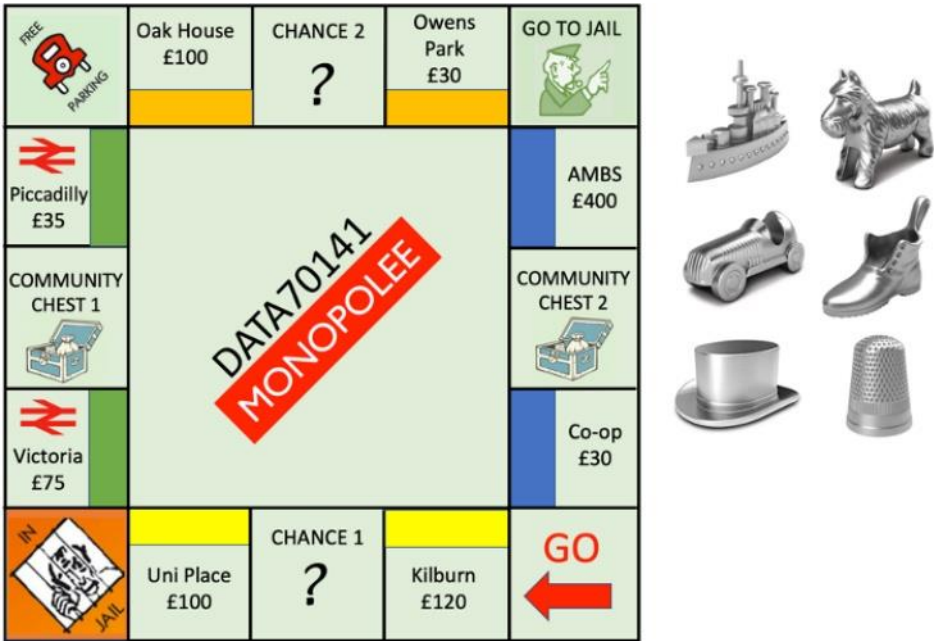 FREE
PARKING
Oak House
£100
CHANCE 2
?
Owens
Park
£30
GO TO JAIL
Piccadilly
£35
AMBS
£400
COMMUNITY
CHEST 1
DATA70141
MONOPOLEE
COMMUNITY
CHEST 2
Victoria
£75
Co-op
£30
IN
JAIL
Uni Place
£100
CHANCE 1
?
Kilburn
£120
GO